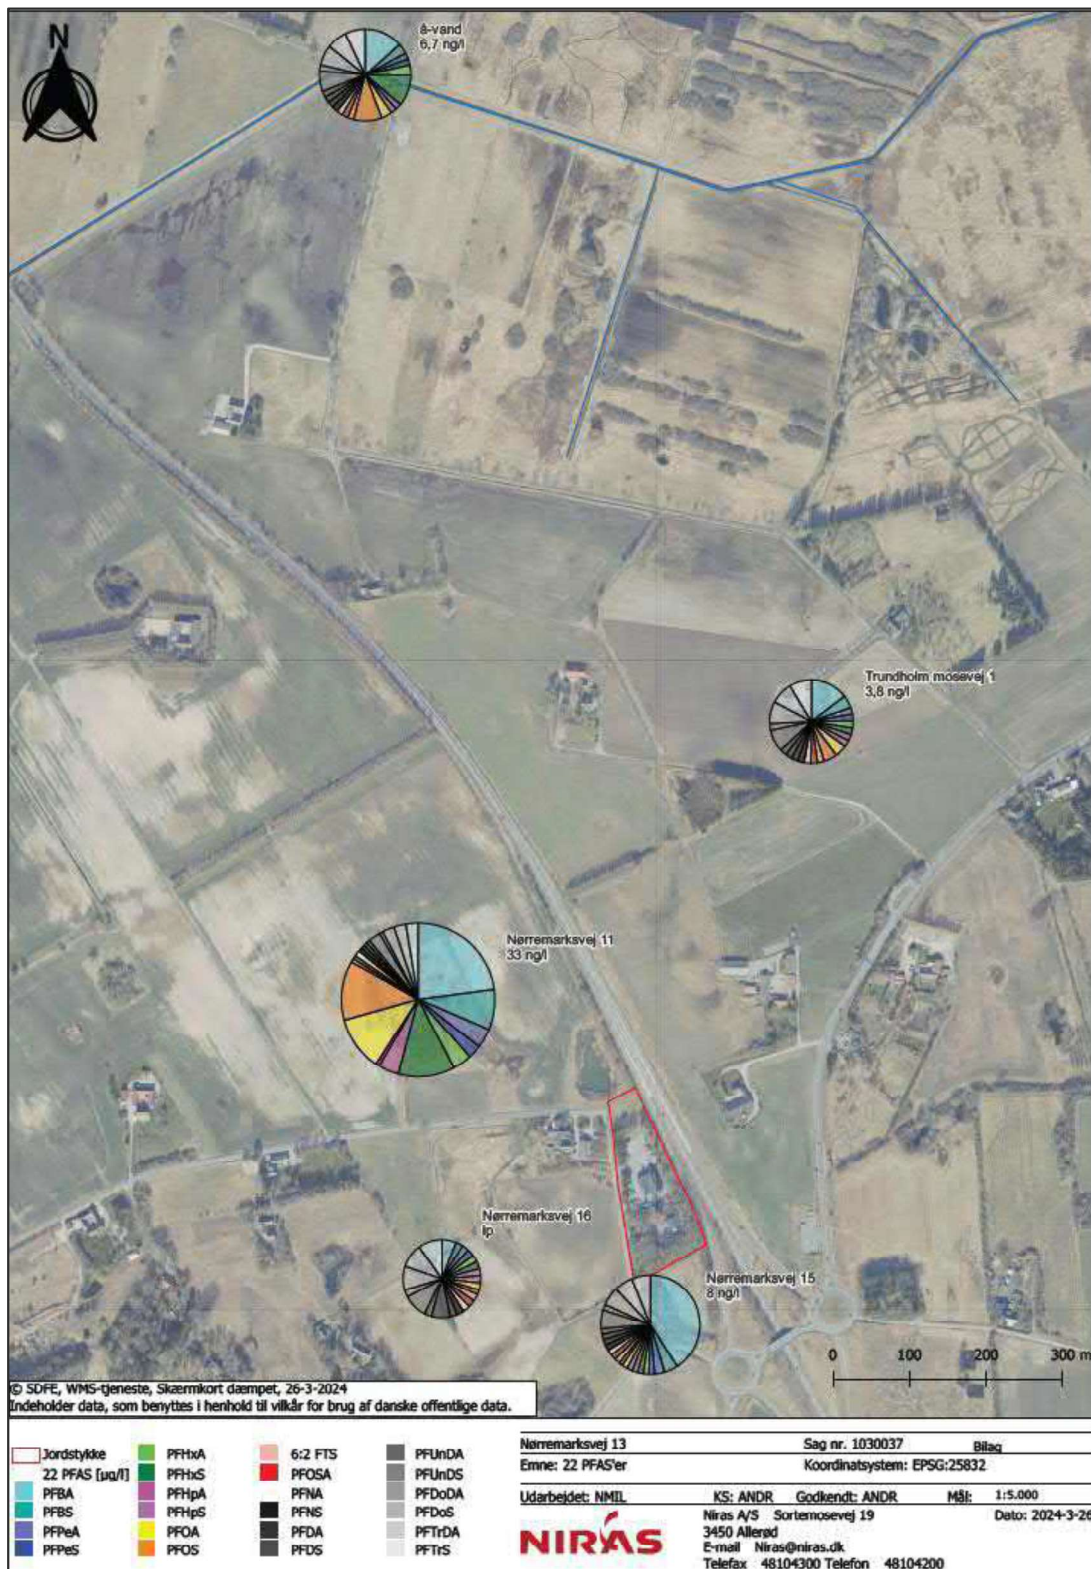 N
å-vand
6,7 ng/l
Trundholm mosevej 1
3,8 ng/l
Nørremarksvej 11
33 ng/l
Nørremarksvej 16
ip
Nørremarksvej 15
8 ng/l
0 100 200 300 m
© SDFE, WMS-tjeneste, Skærmkort dæmpet, 26-3-2024
Indeholder data, som benyttes i henhold til vilkår for brug af danske offentlige data.
Jordstykke
22 PFAS [µg/l]
PFBA
PFBS
PFPeA
PFPeS
PFHxA
PFHxS
PFHpA
PFHpS
PFOA
PFOS
6:2 FTS
PFOSA
PFNA
PFNS
PFDA
PFDS
PFUnDA
PFUnDS
PFDoDA
PFDoS
PFTrDA
PFTrS
Nørremarksvej 13 Sag nr. 1030037 Bilag
Emne: 22 PFAS'er Koordinatsystem: EPSG:25832
Udarbejdet: NMIL KS: ANDR Godkendt: ANDR Mål: 1:5.000
NIRÁS
Niras A/S Sortemosevej 19 Dato: 2024-3-26
3450 Allerød
E-mail Niras@niras.dk
Telefax 48104300 Telefon 48104200